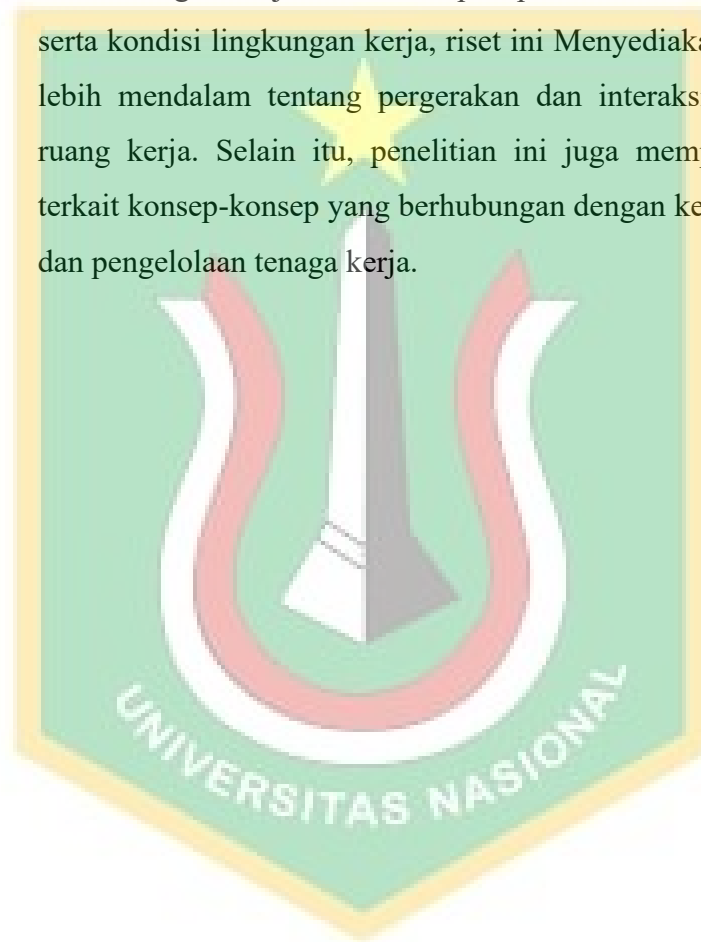 serta kondisi lingkungan kerja, riset ini
lebih mendalam tentang pergerakan dan
ruang kerja. Selain itu, penelitian ini juga
terkait konsep-konsep yang berhubungan dengan
dan pengelolaan tenaga kerja.
UNIVERSITAS NASIONAL